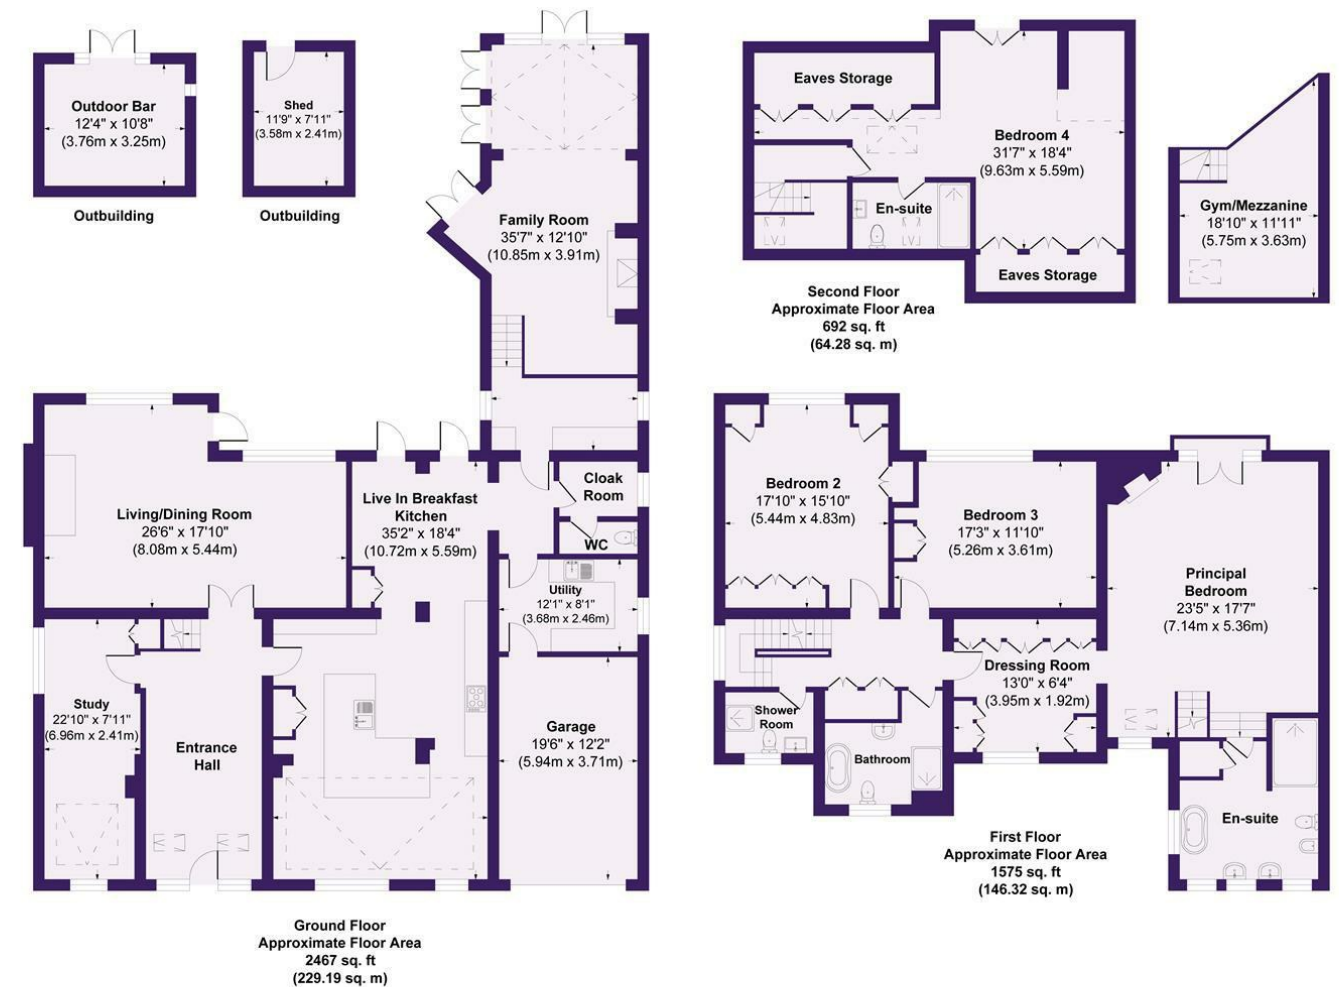 Outdoor Bar
12'4" x 10'8"
(3.76m x 3.25m)
Outbuilding
Shed
11'9" x 7'11"
(3.58m x 2.41m)
Outbuilding
Family Room
35'7" x 12'10"
(10.85m x 3.91m)
Living/Dining Room
26'6" x 17'10"
(8.08m x 5.44m)
Live In Breakfast
Kitchen
35'2" x 18'4"
(10.72m x 5.59m)
Cloak
Room
WC
Utility
12'1" x 8'1"
(3.68m x 2.46m)
Study
22'10" x 7'11"
(6.96m x 2.41m)
Entrance
Hall
Garage
19'6" x 12'2"
(5.94m x 3.71m)
Ground Floor
Approximate Floor Area
2467 sq. ft
(229.19 sq. m)
Eaves Storage
Bedroom 4
31'7" x 18'4"
(9.63m x 5.59m)
En-suite
Eaves Storage
Second Floor
Approximate Floor Area
692 sq. ft
(64.28 sq. m)
Gym/Mezzanine
18'10" x 11'11"
(5.75m x 3.63m)
Bedroom 2
17'10" x 15'10"
(5.44m x 4.83m)
Bedroom 3
17'3" x 11'10"
(5.26m x 3.61m)
Principal
Bedroom
23'5" x 17'7"
(7.14m x 5.36m)
Dressing Room
13'0" x 6'4"
(3.95m x 1.92m)
Shower
Room
Bathroom
En-suite
First Floor
Approximate Floor Area
1575 sq. ft
(146.32 sq. m)